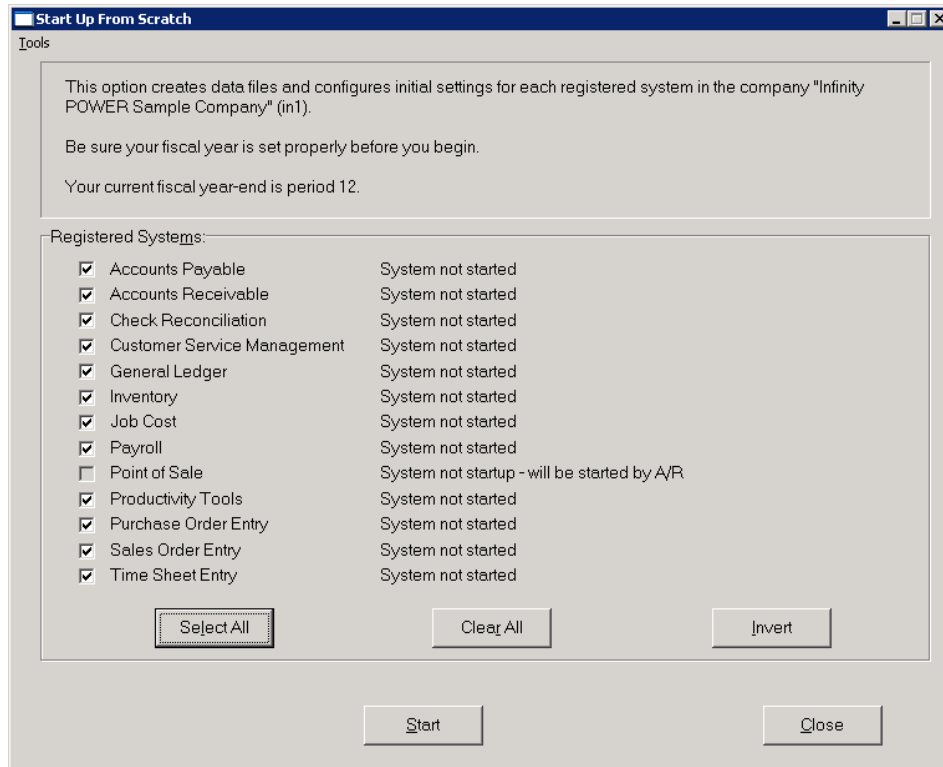 Start Up From Scratch
Tools
This option creates data files and configures initial settings for each registered system in the company "Infinity
POWER Sample Company" (in1).
Be sure your fiscal year is set properly before you begin.
Your current fiscal year-end is period 12.
Registered Systems:
Accounts Payable System not started
Accounts Receivable System not started
Check Reconciliation System not started
Customer Service Management System not started
General Ledger System not started
Inventory System not started
Job Cost System not started
Payroll System not started
Point of Sale System not startup - will be started by A/R
Productivity Tools System not started
Purchase Order Entry System not started
Sales Order Entry System not started
Time Sheet Entry System not started
Select All Clear All Invert
Start Close